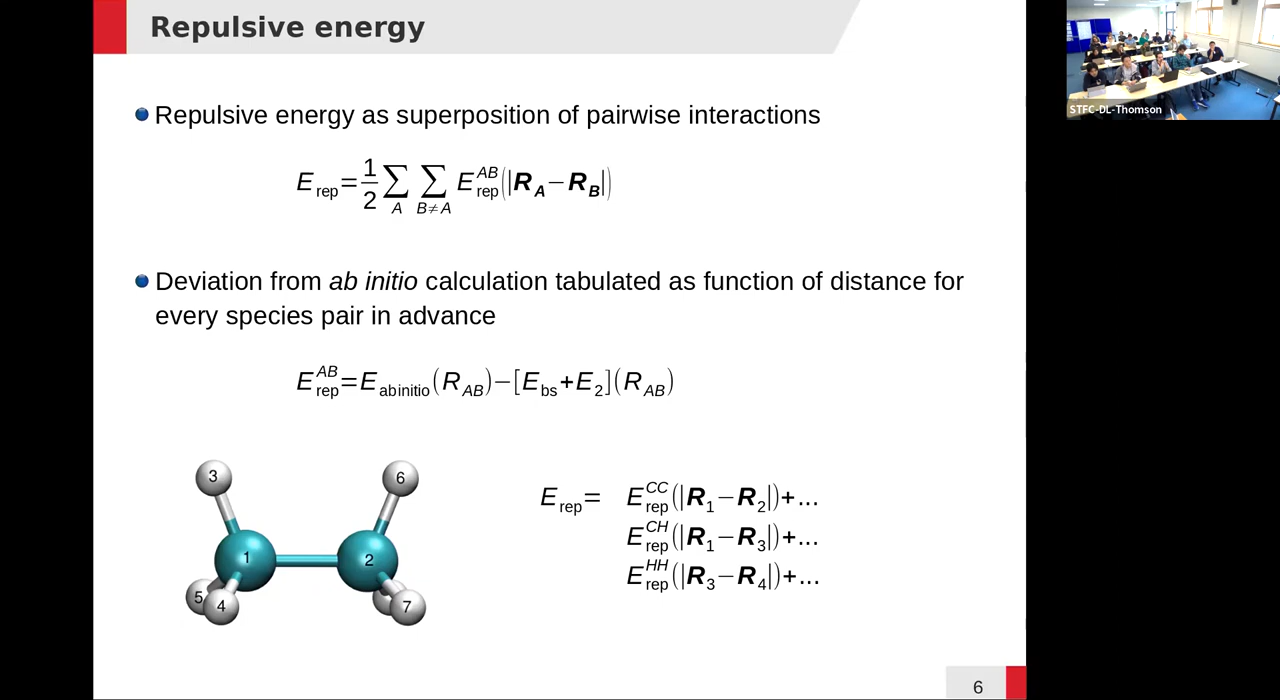 Repulsive energy
STFC-DL-Thomson
Repulsive energy as superposition of pairwise interactions
E_rep = 1/2 ∑_A ∑_{B≠A} E_rep^{AB}(|R_A − R_B|)
Deviation from ab initio calculation tabulated as function of distance for
every species pair in advance
E_rep^{AB} = E_abinitio(R_AB) − [E_bs + E_2](R_AB)
3
6
1
2
5
4
7
E_rep = E_rep^{CC}(|R_1 − R_2|) + ...
E_rep^{CH}(|R_1 − R_3|) + ...
E_rep^{HH}(|R_3 − R_4|) + ...
6